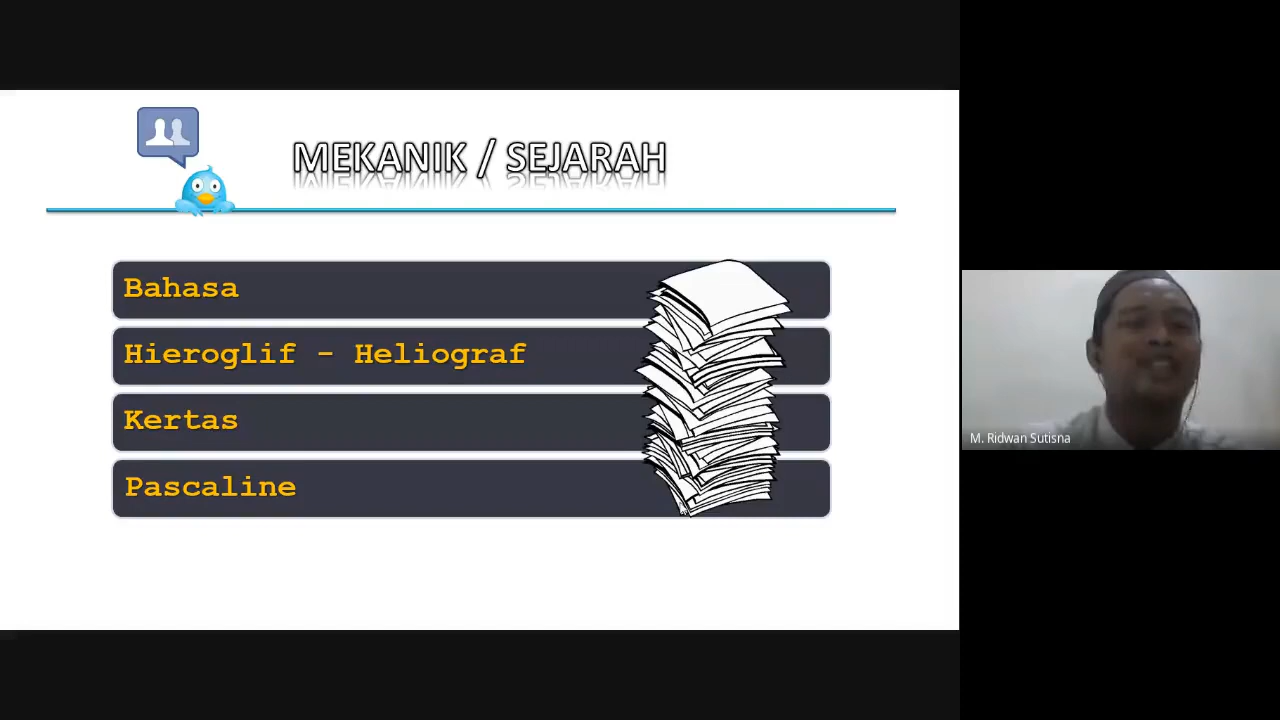 MEKANIK / SEJARAH
Bahasa
Hieroglif - Heliograf
Kertas
Pascaline
M. Ridwan Sutisna